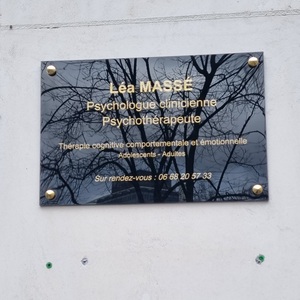 Léa MASSÉ
Psychologue clinicienne
Psychothérapeute
Thérapie cognitive comportementale et émotionnelle
Adolescents - Adultes
Sur rendez-vous : 06 68 20 57 33